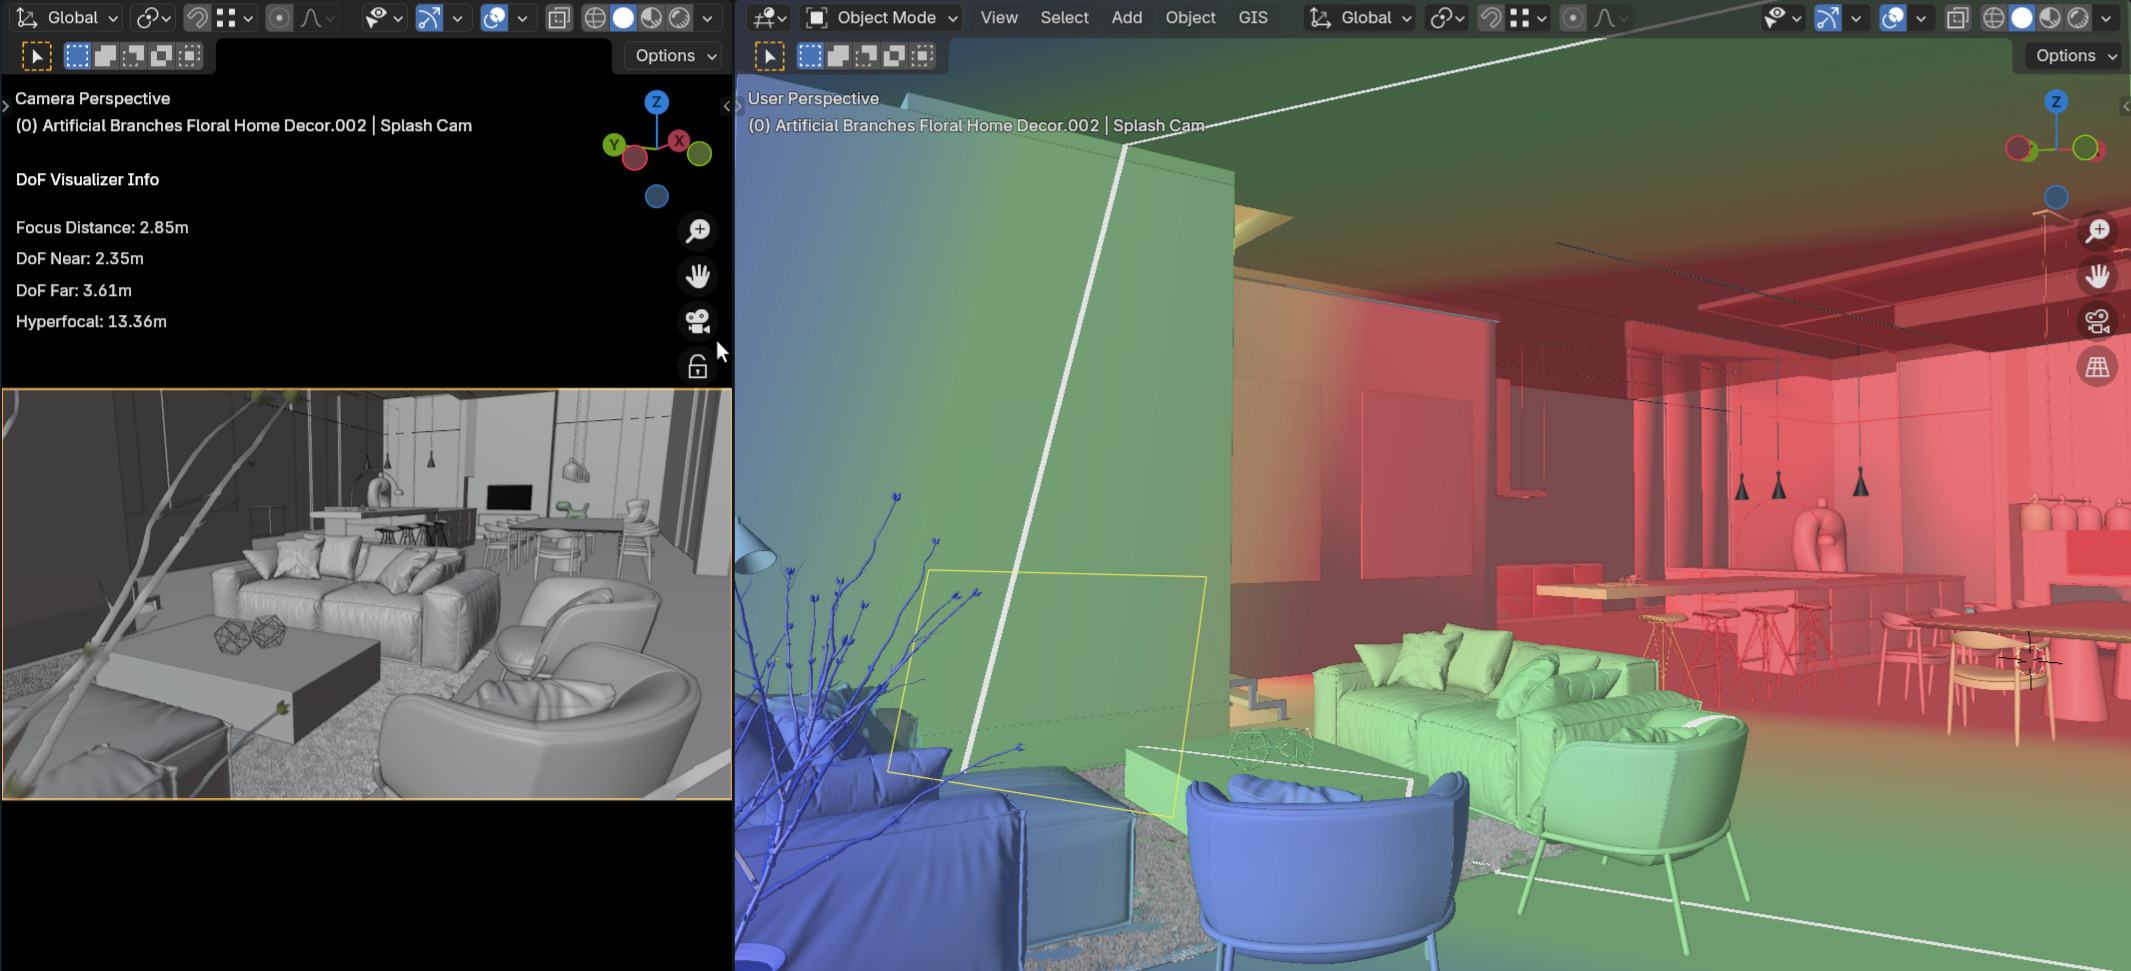 Global
Options
Camera Perspective
(0) Artificial Branches Floral Home Decor.002 | Splash Cam
Z
Y
X
DoF Visualizer Info
Focus Distance: 2.85m
DoF Near: 2.35m
DoF Far: 3.61m
Hyperfocal: 13.36m
Object Mode
View
Select
Add
Object
GIS
Global
Options
User Perspective
(0) Artificial Branches Floral Home Decor.002 | Splash Cam
Z